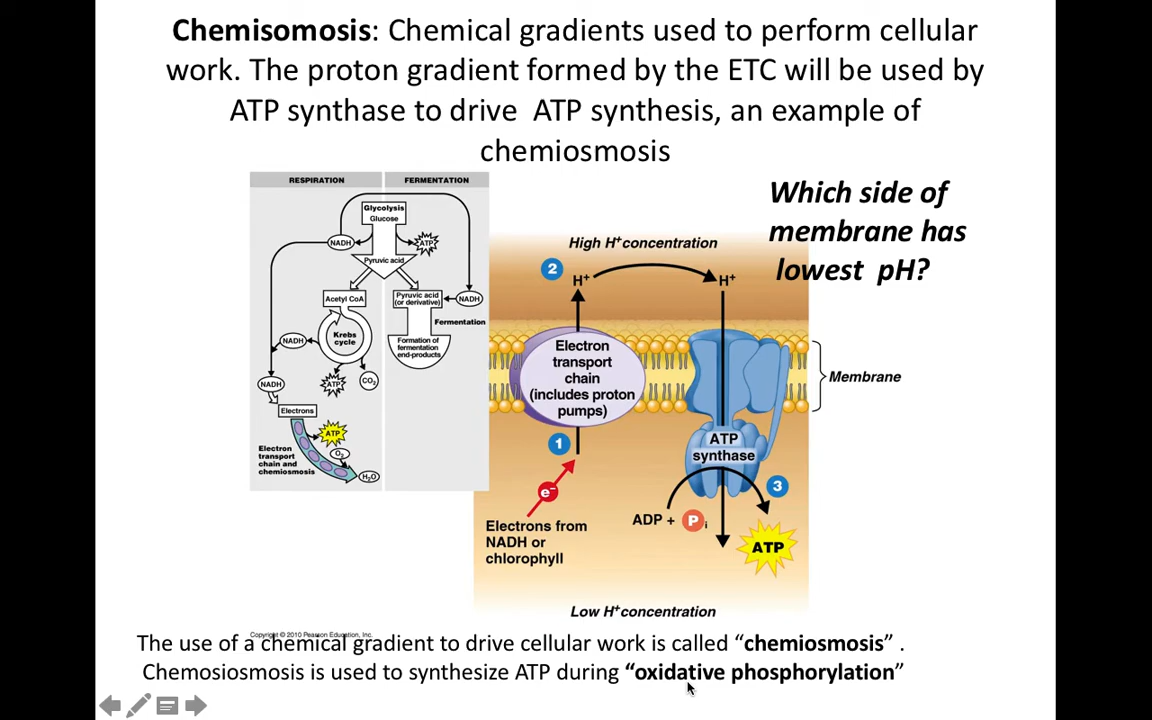 Chemisomosis: Chemical gradients used to perform cellular
work. The proton gradient formed by the ETC will be used by
ATP synthase to drive ATP synthesis, an example of
chemiosmosis
RESPIRATION
FERMENTATION
Glycolysis
Glucose
NADH
ATP
Pyruvic acid
Acetyl CoA
Pyruvic acid
(or derivative)
NADH
Fermentation
Krebs
cycle
NADH
Formation of
fermentation
end-products
NADH
ATP
CO2
Electrons
ATP
O2
Electron
transport
chain and
chemiosmosis
H2O
Which side of
membrane has
lowest pH?
High H+concentration
2
H+
H+
Electron
transport
chain
(includes proton
pumps)
Membrane
1
ATP
synthase
e−
3
ADP + Pi
Electrons from
NADH or
chlorophyll
ATP
Low H+concentration
Copyright © 2010 Pearson Education, Inc.
The use of a chemical gradient to drive cellular work is called “chemiosmosis” .
Chemosiosmosis is used to synthesize ATP during “oxidative phosphorylation”